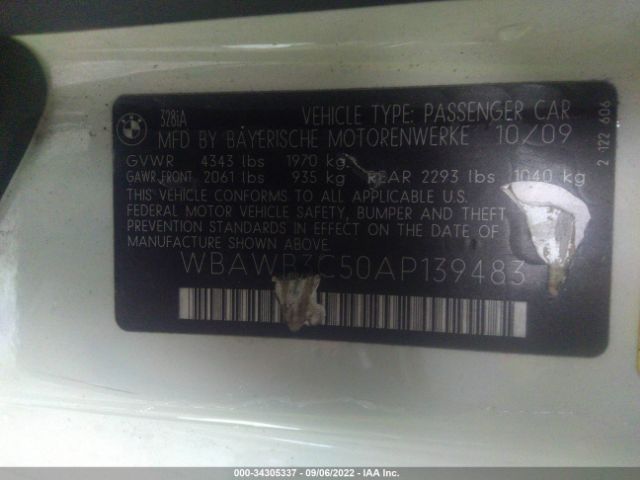 BMW
328iA
VEHICLE TYPE: PASSENGER CAR
MFD BY BAYERISCHE MOTORENWERKE 10/09
GVWR 4343 lbs 1970 kg
GAWR FRONT 2061 lbs 935 kg REAR 2293 lbs 1040 kg
THIS VEHICLE CONFORMS TO ALL APPLICABLE U.S.
FEDERAL MOTOR VEHICLE SAFETY, BUMPER AND THEFT
PREVENTION STANDARDS IN EFFECT ON THE DATE OF
MANUFACTURE SHOWN ABOVE.
WBAWB3C50AP139483
2 122 606
000-34305337 - 09/06/2022 - IAA Inc.